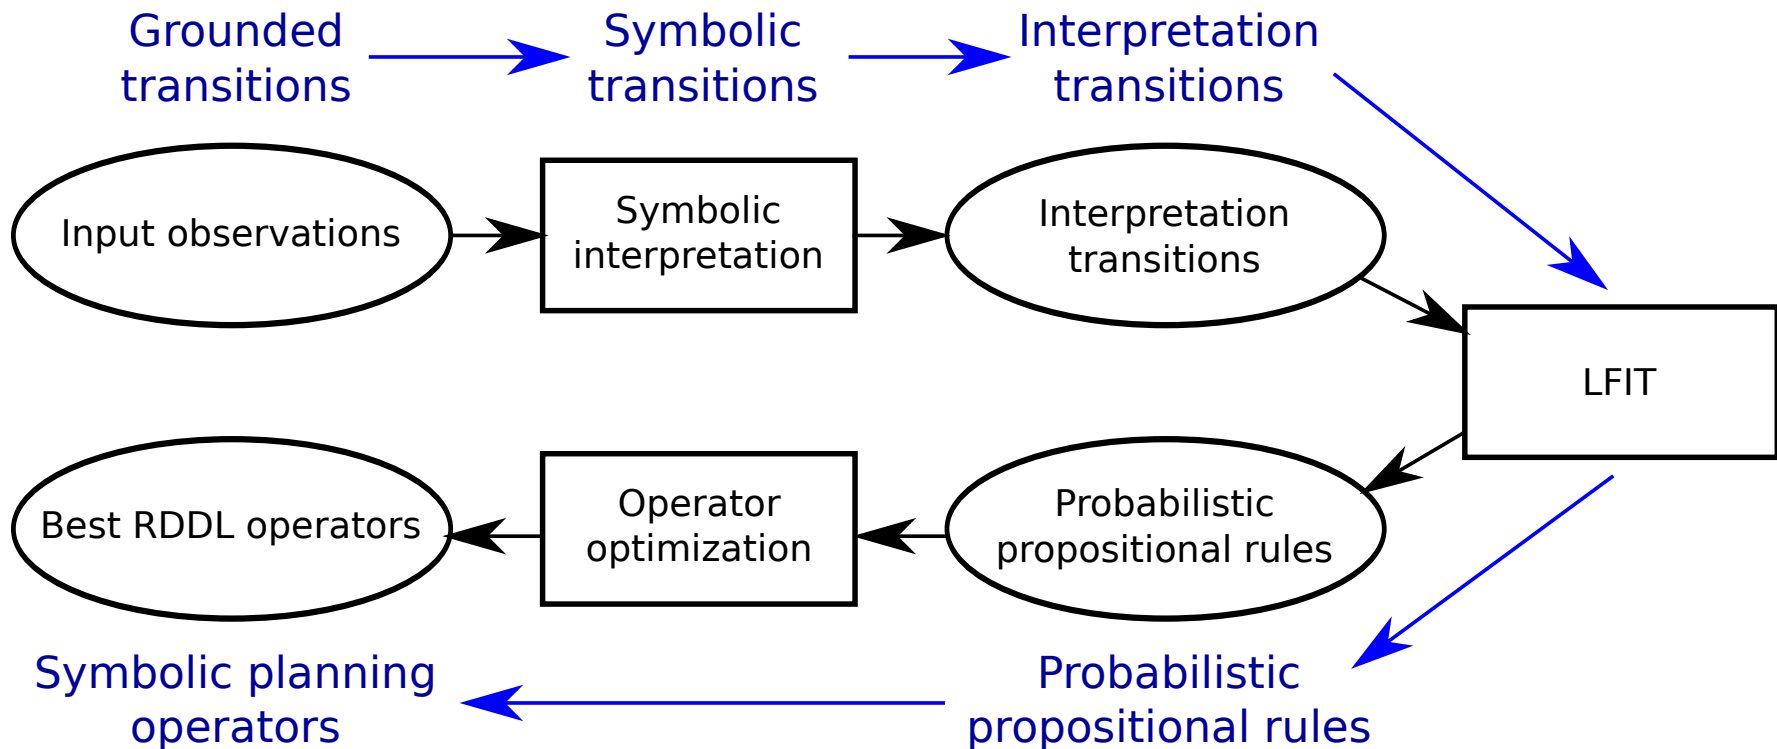 Grounded
transitions
Symbolic
transitions
Interpretation
transitions
Input observations
Symbolic
interpretation
Interpretation
transitions
LFIT
Best RDDL operators
Operator
optimization
Probabilistic
propositional rules
Symbolic planning
operators
Probabilistic
propositional rules